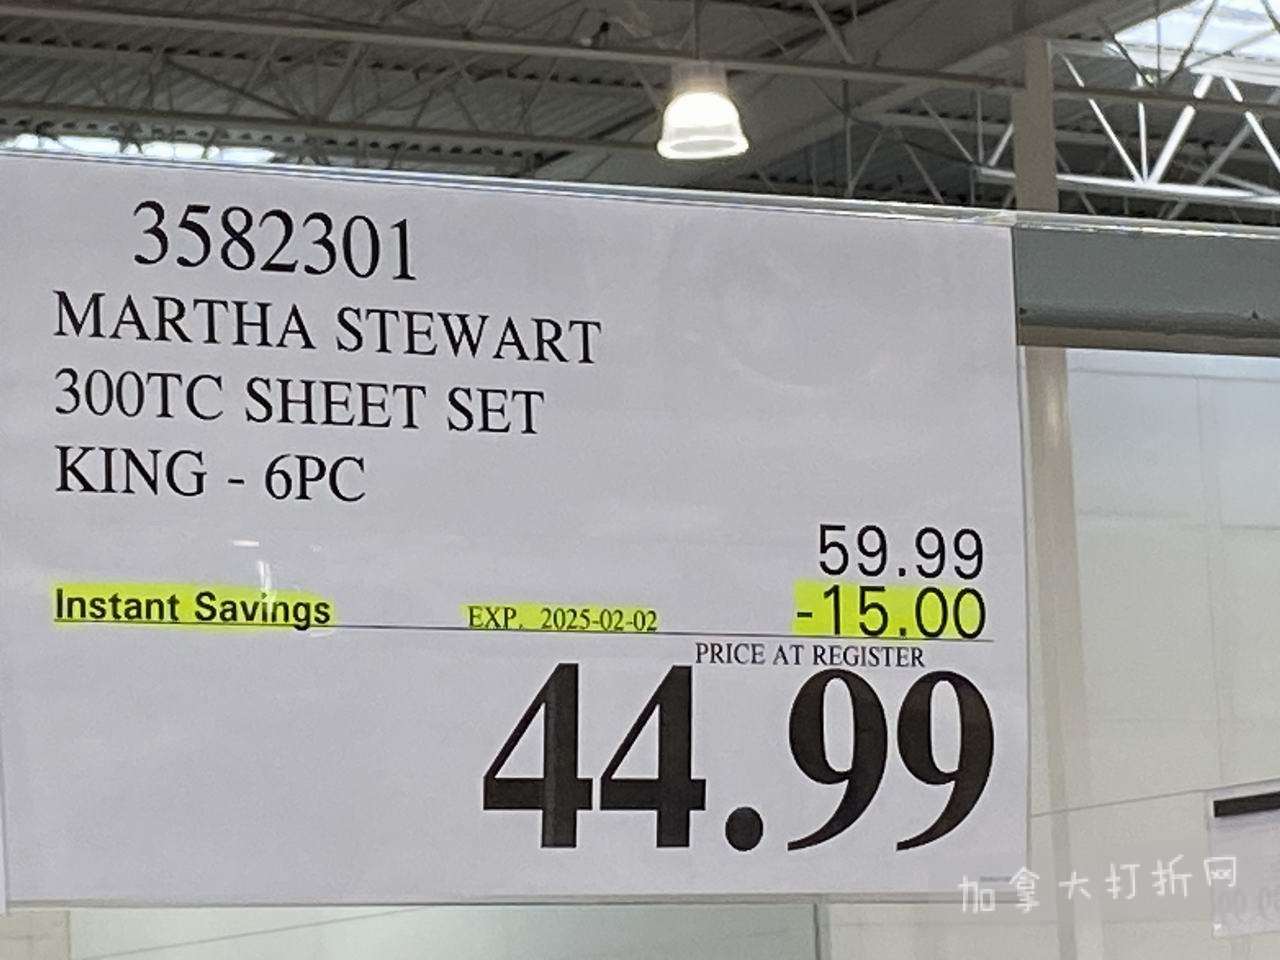 3582301
MARTHA STEWART
300TC SHEET SET
KING - 6PC
59.99
Instant Savings EXP. 2025-02-02 -15.00
PRICE AT REGISTER
44.99
加拿大打折网